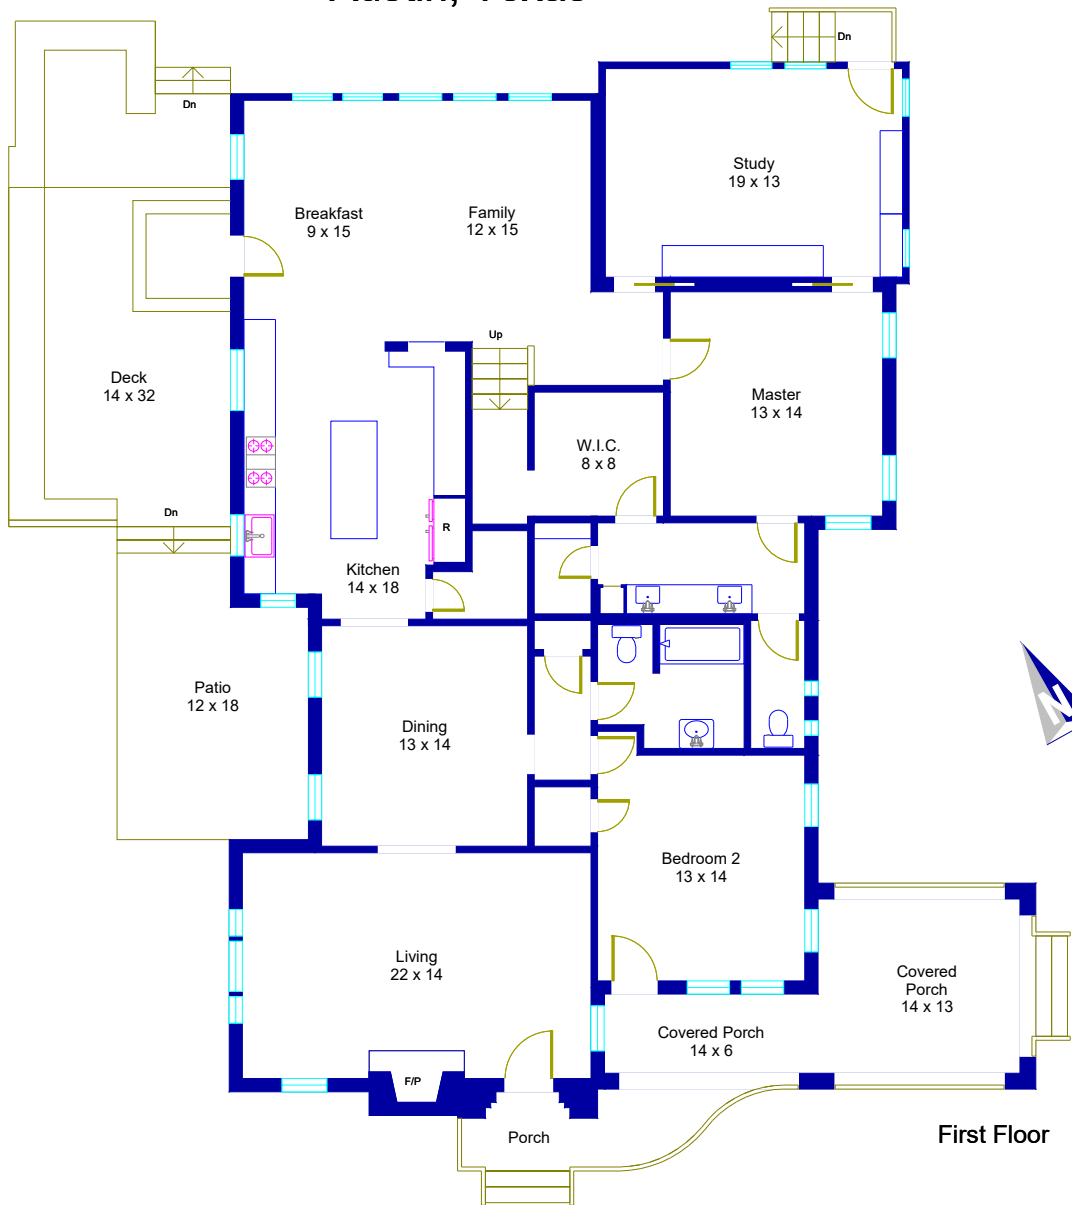 Dn
Dn
Study
19 x 13
Breakfast
9 x 15
Family
12 x 15
Up
Deck
14 x 32
Master
13 x 14
W.I.C.
8 x 8
Dn
R
Kitchen
14 x 18
Patio
12 x 18
N
Dining
13 x 14
Bedroom 2
13 x 14
Living
22 x 14
Covered
Porch
14 x 13
Covered Porch
14 x 6
F/P
Porch
First Floor